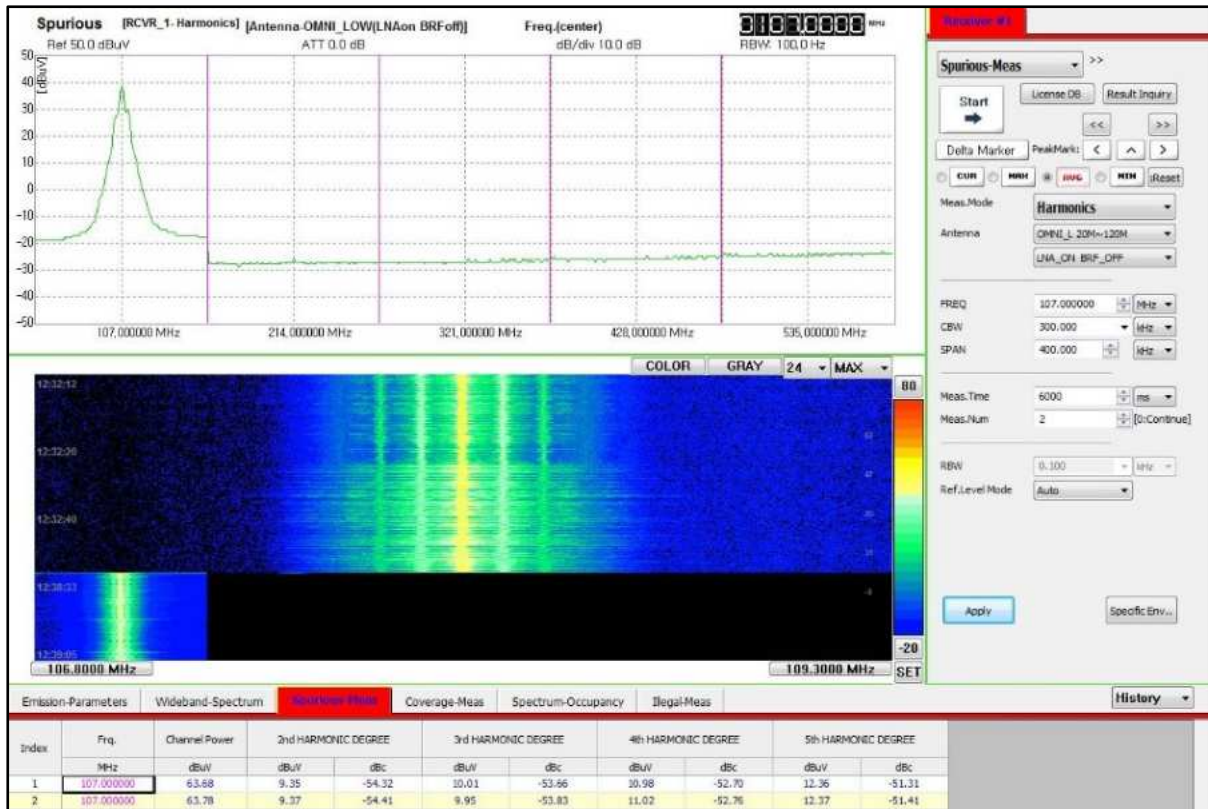 Spurious [RCVR_1- Harmonics] [Antenna-OMNI_LOW(LNAon BRFoff)] Freq.(center) MHz
Ref 50.0 dBuV ATT 0.0 dB dB/div 10.0 dB RBW: 100.0 Hz
[dBuV]
50
40
30
20
10
0
-10
-20
-30
-40
-50
107,000000 MHz 214,000000 MHz 321,000000 MHz 428,000000 MHz 535,000000 MHz
COLOR GRAY 24 MAX
80
12:32:12
12:32:20
12:32:40
12:38:33
12:39:05
-20
106.8000 MHz 109.3000 MHz SET
Receiver #1
Spurious-Meas >>
Start License DB Result Inquiry
<< >>
Delta Marker PeakMark: < ^ >
CUR MAX AVG MIN :Reset
Meas.Mode Harmonics
Antenna OMNI_L 20M~120M
LNA_ON BRF_OFF
FREQ 107.000000 MHz
CBW 300.000 kHz
SPAN 400.000 kHz
Meas.Time 6000 ms
Meas.Num 2 [0:Continue]
RBW 0.100 kHz
Ref.Level Mode Auto
Apply Specific Env...
Emission-Parameters Wideband-Spectrum Spurious-Meas Coverage-Meas Spectrum-Occupancy Illegal-Meas History
Index Frq. Channel Power 2nd HARMONIC DEGREE 3rd HARMONIC DEGREE 4th HARMONIC DEGREE 5th HARMONIC DEGREE
MHz dBuV dBuV dBc dBuV dBc dBuV dBc dBuV dBc
1 107.000000 63.68 9.35 -54.32 10.01 -53.66 10.98 -52.70 12.36 -51.31
2 107.000000 63.78 9.37 -54.41 9.95 -53.83 11.02 -52.76 12.37 -51.41